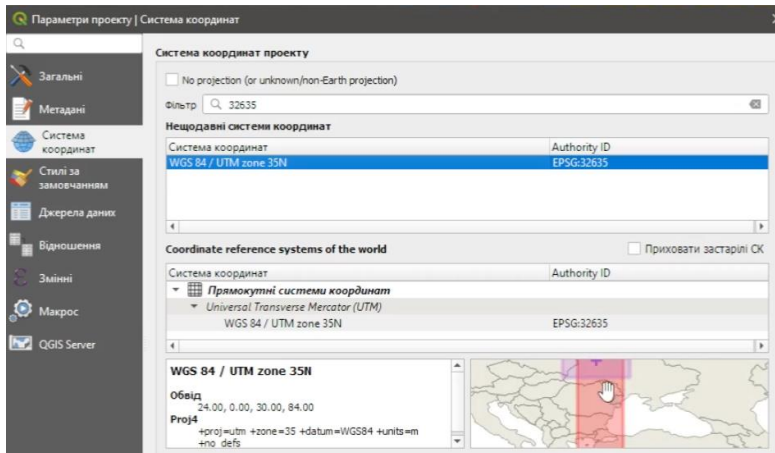 Параметри проекту | Система координат
Загальні
Метадані
Система
координат
Стилі за
замовчанням
Джерела даних
Відношення
Змінні
Макрос
QGIS Server
Система координат проекту
No projection (or unknown/non-Earth projection)
Фільтр 32635
Нещодавні системи координат
Система координат Authority ID
WGS 84 / UTM zone 35N EPSG:32635
Coordinate reference systems of the world Приховати застарілі СК
Система координат Authority ID
Прямокутні системи координат
Universal Transverse Mercator (UTM)
WGS 84 / UTM zone 35N EPSG:32635
WGS 84 / UTM zone 35N
Обвід
24.00, 0.00, 30.00, 84.00
Proj4
+proj=utm +zone=35 +datum=WGS84 +units=m
+no_defs